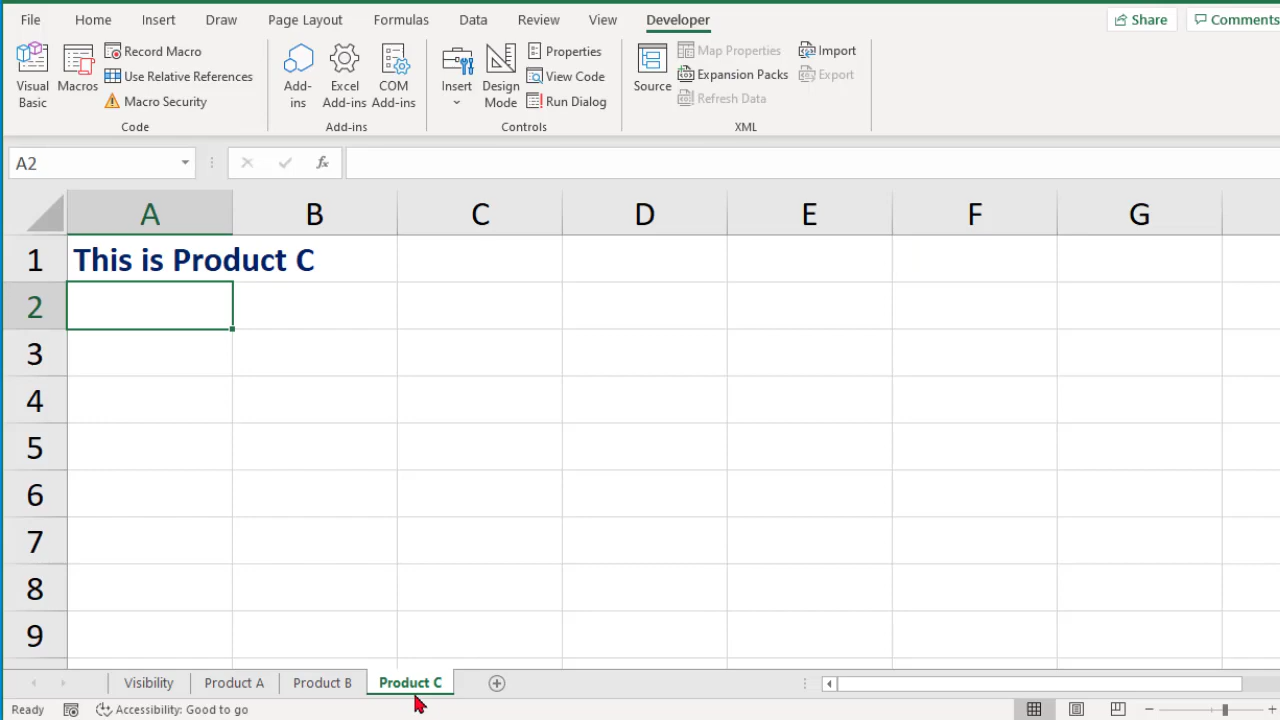 File Home Insert Draw Page Layout Formulas Data Review View Developer Share Comments
Visual Basic
Macros
Record Macro
Use Relative References
Macro Security
Code
Add-ins
Excel Add-ins
COM Add-ins
Add-ins
Insert
Design Mode
Properties
View Code
Run Dialog
Controls
Source
Map Properties
Expansion Packs
Refresh Data
Import
Export
XML
A2 fx
A B C D E F G
1 This is Product C
2
3
4
5
6
7
8
9
Visibility Product A Product B Product C
Ready Accessibility: Good to go